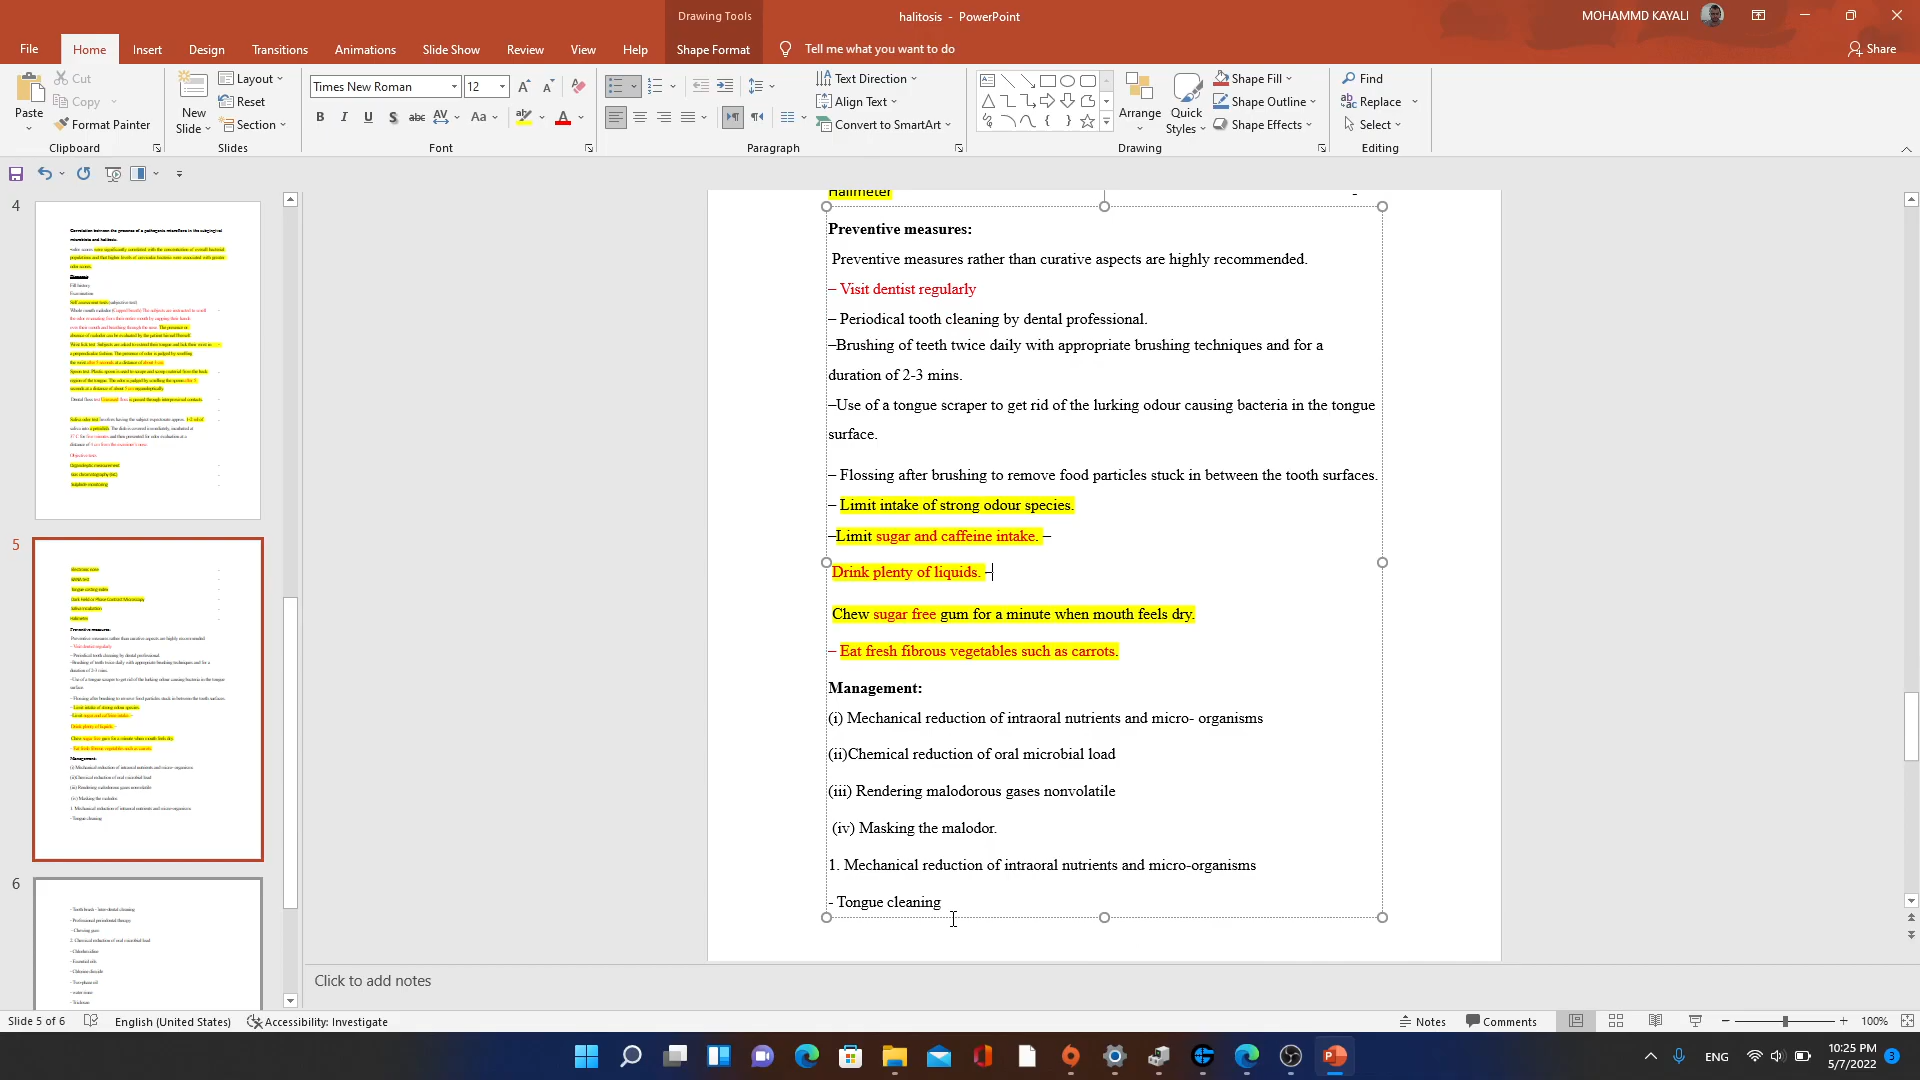 Drawing Tools
halitosis - PowerPoint
MOHAMMD KAYALI
File Home Insert Design Transitions Animations Slide Show Review View Help Shape Format Tell me what you want to do Share
Paste
Cut
Copy
Format Painter
Clipboard
New Slide
Layout
Reset
Section
Slides
Times New Roman 12
B I U S abc AV Aa A
Font
Paragraph
Text Direction
Align Text
Convert to SmartArt
Arrange
Quick Styles
Shape Fill
Shape Outline
Shape Effects
Drawing
Find
Replace
Select
Editing
4
5
6
Halimeter -
Preventive measures:
Preventive measures rather than curative aspects are highly recommended.
– Visit dentist regularly
– Periodical tooth cleaning by dental professional.
–Brushing of teeth twice daily with appropriate brushing techniques and for a
duration of 2-3 mins.
–Use of a tongue scraper to get rid of the lurking odour causing bacteria in the tongue
surface.
– Flossing after brushing to remove food particles stuck in between the tooth surfaces.
– Limit intake of strong odour species.
–Limit sugar and caffeine intake. –
Drink plenty of liquids. –
Chew sugar free gum for a minute when mouth feels dry.
– Eat fresh fibrous vegetables such as carrots.
Management:
(i) Mechanical reduction of intraoral nutrients and micro- organisms
(ii)Chemical reduction of oral microbial load
(iii) Rendering malodorous gases nonvolatile
(iv) Masking the malodor.
1. Mechanical reduction of intraoral nutrients and micro-organisms
- Tongue cleaning
Click to add notes
Slide 5 of 6 English (United States) Accessibility: Investigate Notes Comments 100%
ENG
10:25 PM
5/7/2022
3